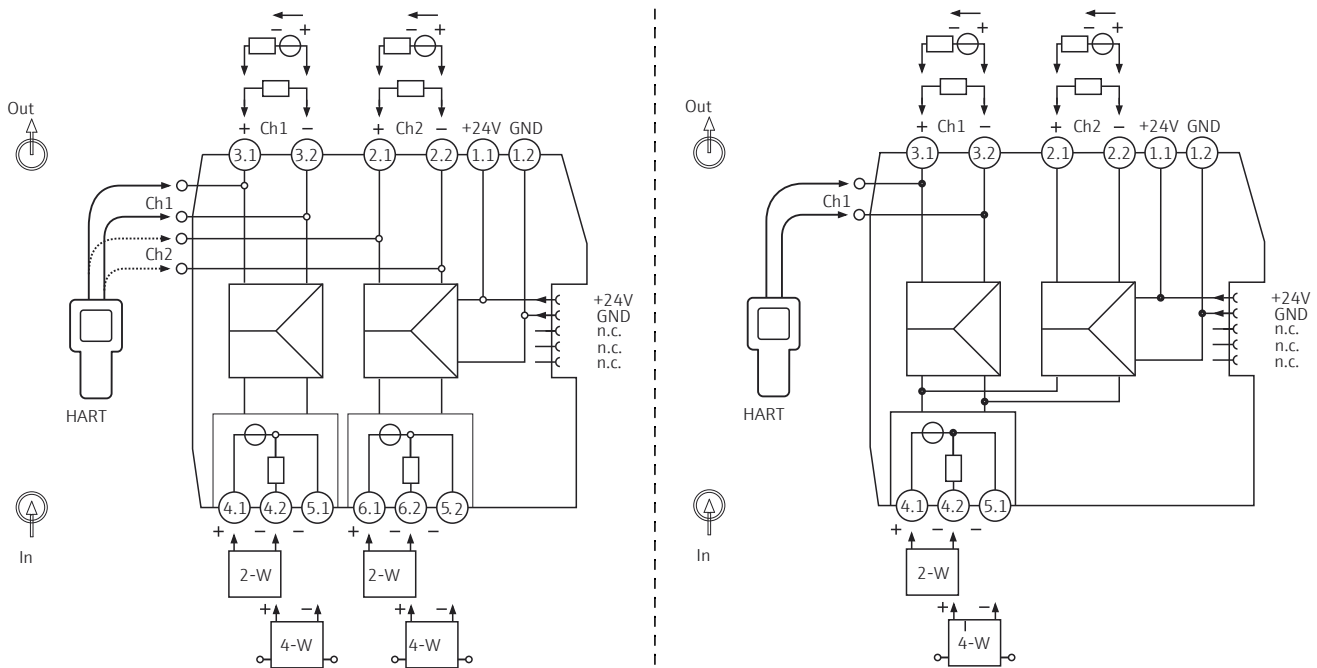 − +
− +
Out
+ Ch1 − + Ch2 − +24V GND
3.1 3.2 2.1 2.2 1.1 1.2
Ch1
Ch2
+24V
GND
n.c.
n.c.
n.c.
HART
4.1 4.2 5.1 6.1 6.2 5.2
+ − − + − −
In
2-W 2-W
+ − + −
4-W 4-W
− +
− +
Out
+ Ch1 − + Ch2 − +24V GND
3.1 3.2 2.1 2.2 1.1 1.2
Ch1
+24V
GND
n.c.
n.c.
n.c.
HART
4.1 4.2 5.1
+ − −
In
2-W
+ −
4-W